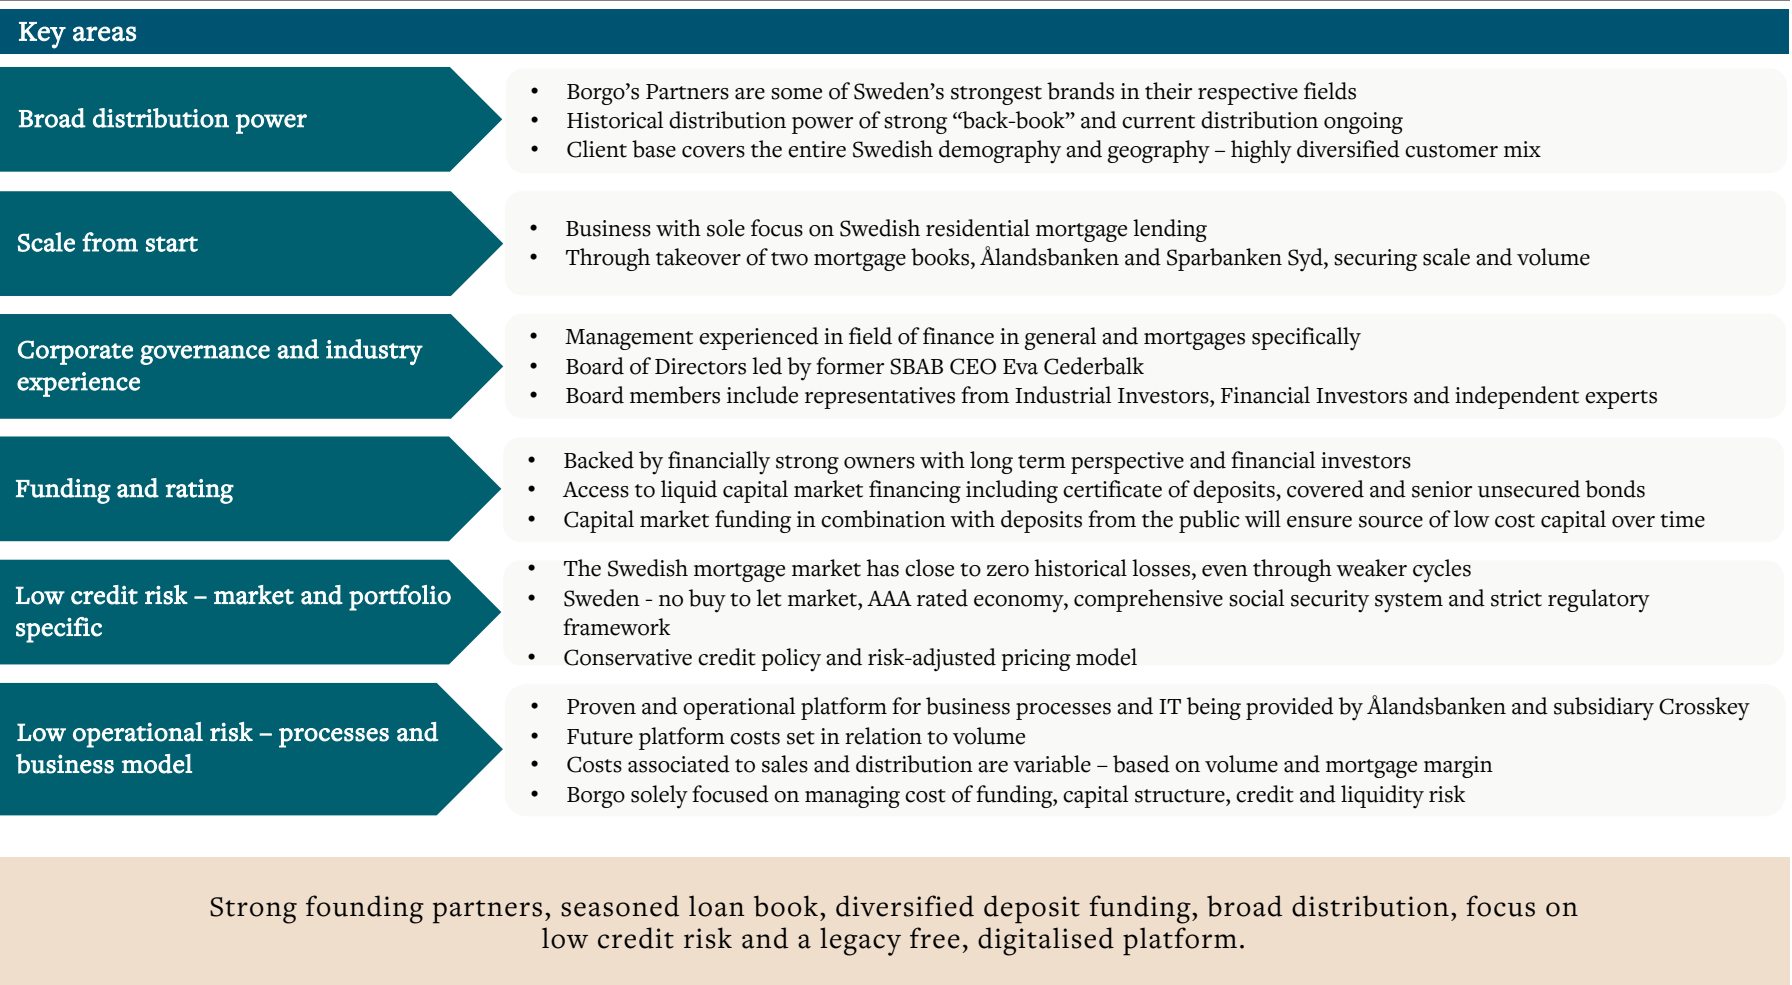 Key areas
Broad distribution power
• Borgo’s Partners are some of Sweden’s strongest brands in their respective fields
• Historical distribution power of strong “back-book” and current distribution ongoing
• Client base covers the entire Swedish demography and geography – highly diversified customer mix
Scale from start
• Business with sole focus on Swedish residential mortgage lending
• Through takeover of two mortgage books, Ålandsbanken and Sparbanken Syd, securing scale and volume
Corporate governance and industry
experience
• Management experienced in field of finance in general and mortgages specifically
• Board of Directors led by former SBAB CEO Eva Cederbalk
• Board members include representatives from Industrial Investors, Financial Investors and independent experts
Funding and rating
• Backed by financially strong owners with long term perspective and financial investors
• Access to liquid capital market financing including certificate of deposits, covered and senior unsecured bonds
• Capital market funding in combination with deposits from the public will ensure source of low cost capital over time
Low credit risk – market and portfolio
specific
• The Swedish mortgage market has close to zero historical losses, even through weaker cycles
• Sweden - no buy to let market, AAA rated economy, comprehensive social security system and strict regulatory
framework
• Conservative credit policy and risk-adjusted pricing model
Low operational risk – processes and
business model
• Proven and operational platform for business processes and IT being provided by Ålandsbanken and subsidiary Crosskey
• Future platform costs set in relation to volume
• Costs associated to sales and distribution are variable – based on volume and mortgage margin
• Borgo solely focused on managing cost of funding, capital structure, credit and liquidity risk
Strong founding partners, seasoned loan book, diversified deposit funding, broad distribution, focus on
low credit risk and a legacy free, digitalised platform.